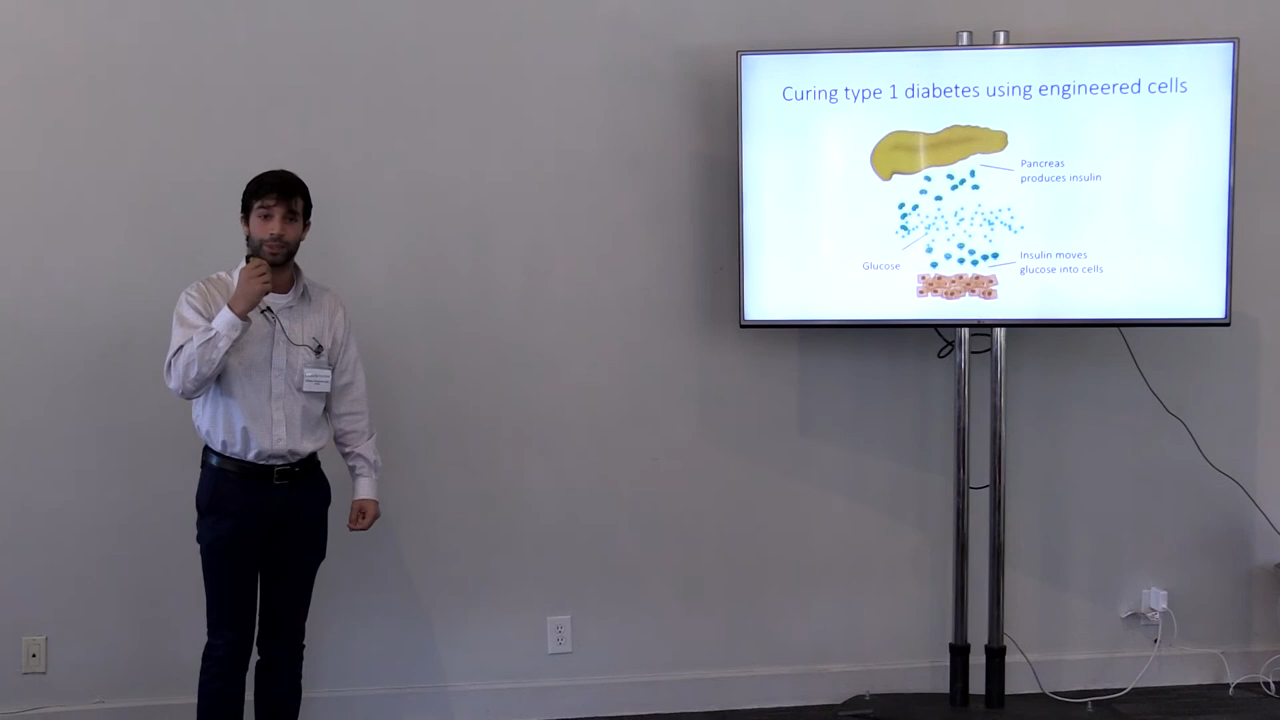 Curing type 1 diabetes using engineered cells
Pancreas
produces insulin
Glucose
Insulin moves
glucose into cells